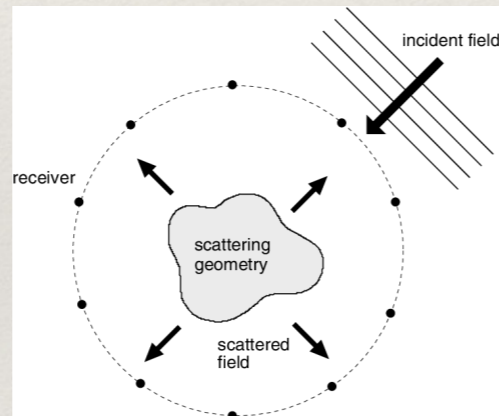 incident field
receiver
scattering
geometry
scattered
field